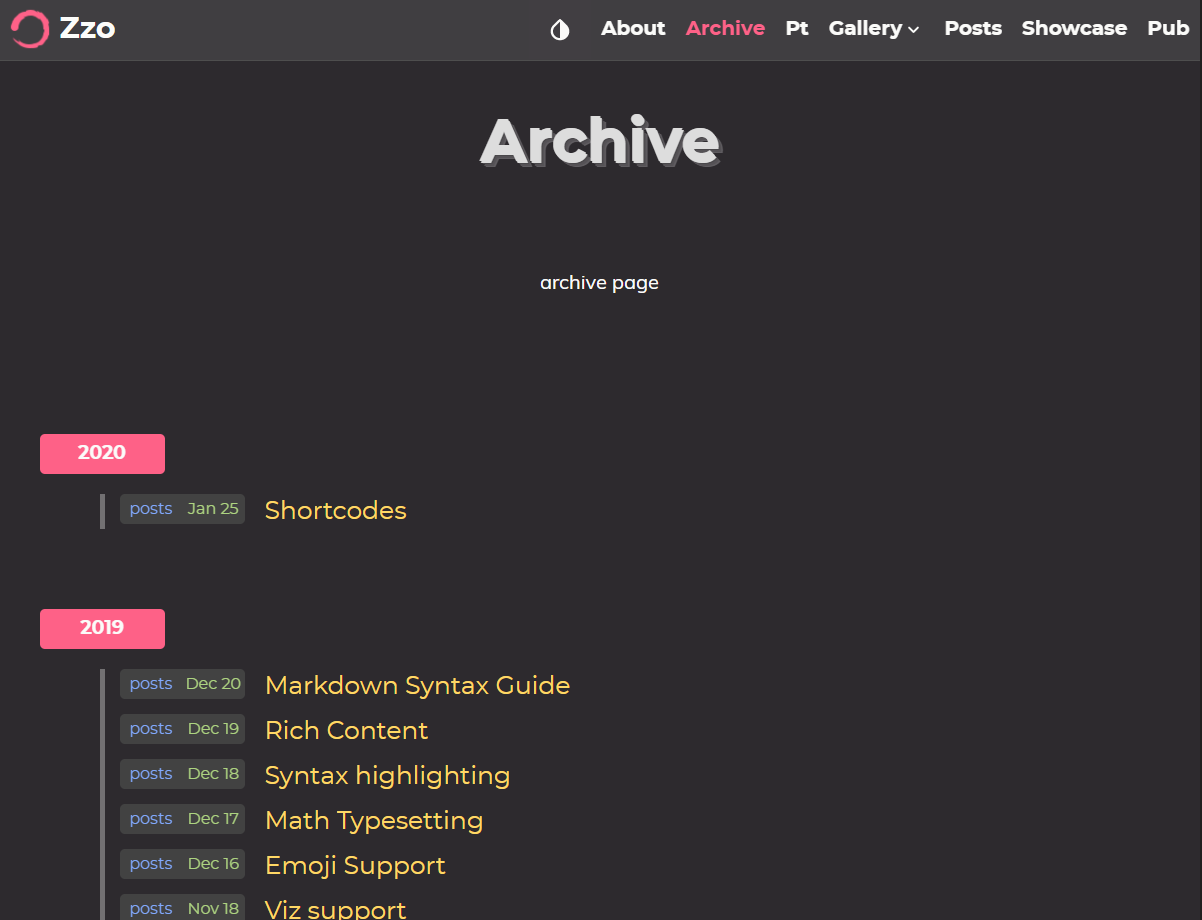 Zzo About Archive Pt Gallery Posts Showcase Pub
Archive
archive page
2020
posts Jan 25 Shortcodes
2019
posts Dec 20 Markdown Syntax Guide
posts Dec 19 Rich Content
posts Dec 18 Syntax highlighting
posts Dec 17 Math Typesetting
posts Dec 16 Emoji Support
posts Nov 18 Viz support